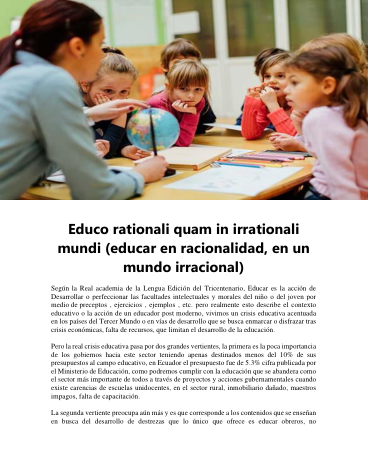 Educo rationali quam in irrationali
mundi (educar en racionalidad, en un
mundo irracional)
Según la Real academia de la Lengua Edición del Tricentenario, Educar es la acción de
Desarrollar o perfeccionar las facultades intelectuales y morales del niño o del joven por
medio de preceptos , ejercicios , ejemplos , etc. pero realmente esto describe el contexto
educativo o la acción de un educador post moderno, vivimos un crisis educativa acentuada
en los países del Tercer Mundo o en vías de desarrollo que se busca enmarcar o disfrazar tras
crisis económicas, falta de recursos, que limitan el desarrollo de la educación.
Pero la real crisis educativa pasa por dos grandes vertientes, la primera es la poca importancia
de los gobiernos hacia este sector teniendo apenas destinados menos del 10% de sus
presupuestos al campo educativo, en Ecuador el presupuesto fue de 5.3% cifra publicada por
el Ministerio de Educación, como podremos cumplir con la educación que se abandera como
el sector más importante de todos a través de proyectos y acciones gubernamentales cuando
existe carencias de escuelas unidocentes, en el sector rural, inmobiliario dañado, maestros
impagos, falta de capacitación.
La segunda vertiente preocupa aún más y es que corresponde a los contenidos que se enseñan
en busca del desarrollo de destrezas que lo único que ofrece es educar obreros, no